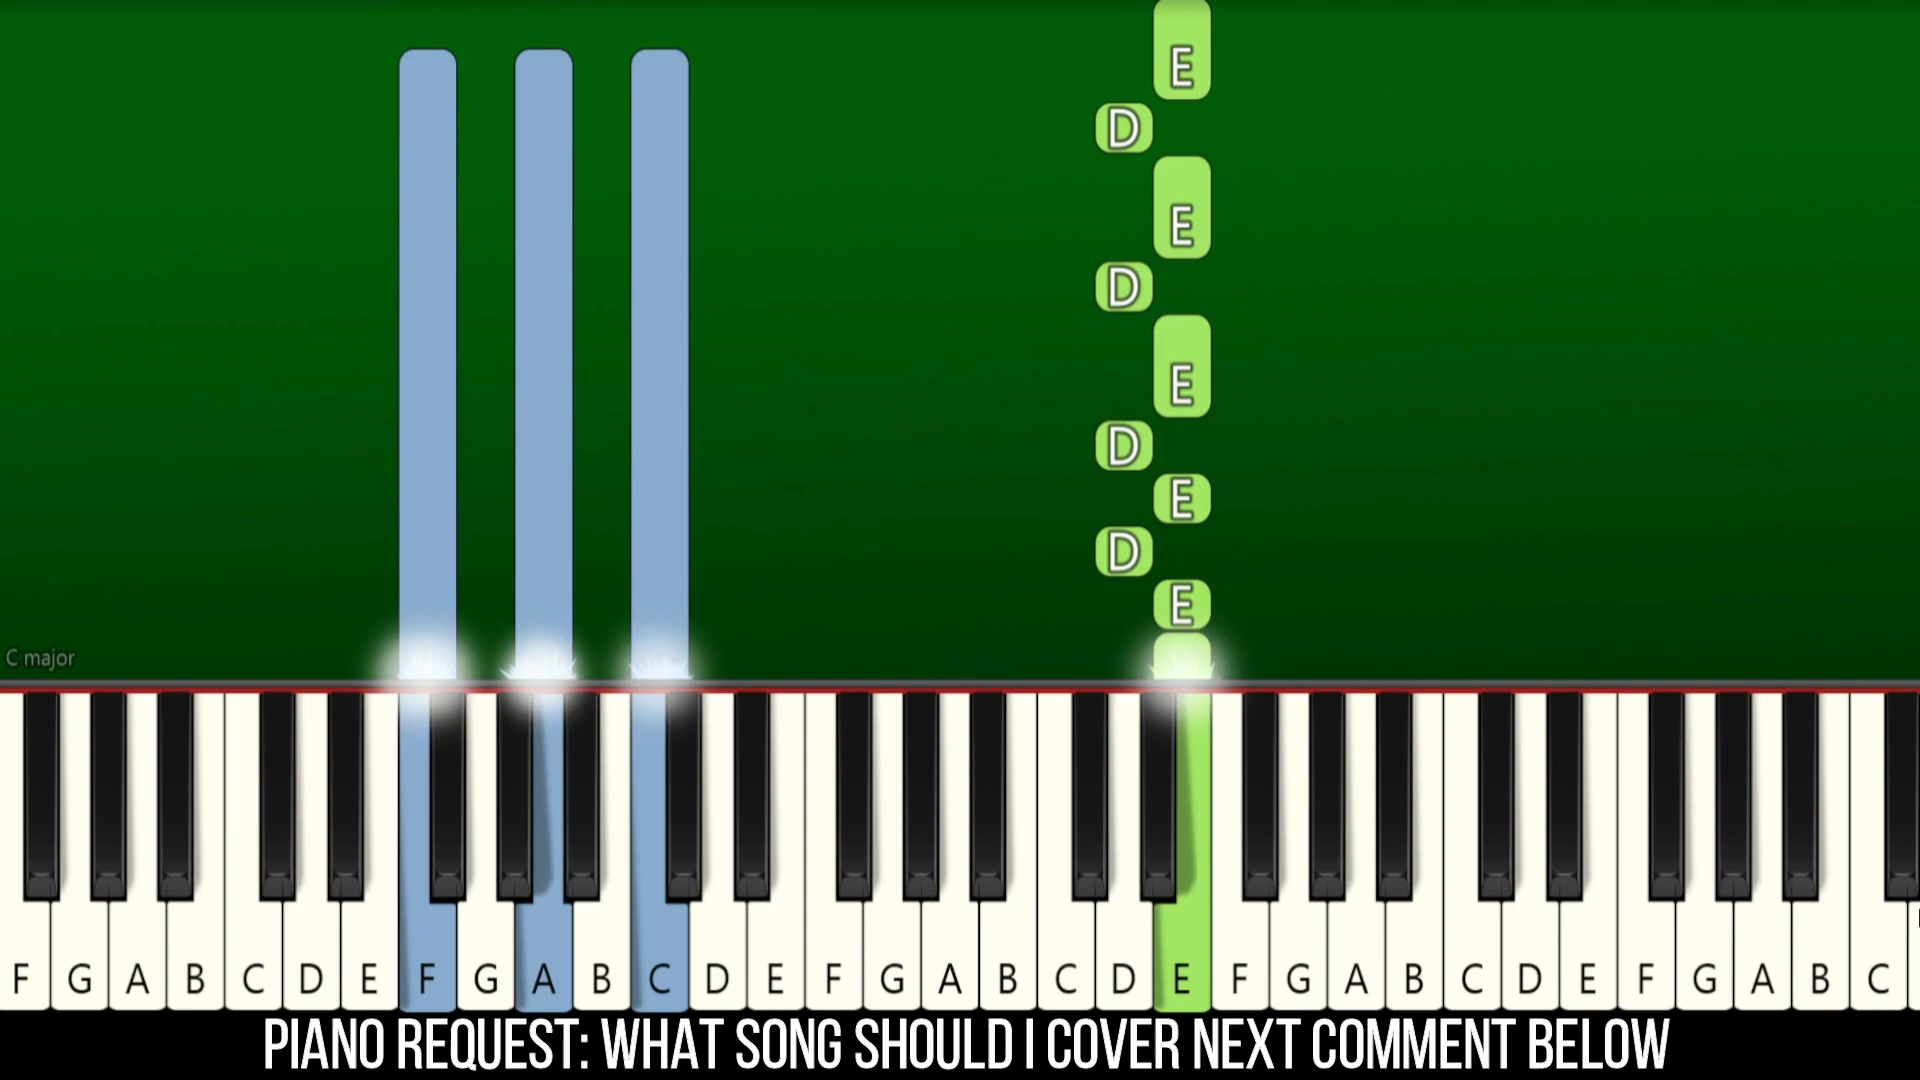 E
D
E
D
E
D
E
D
E
C major
F G A B C D E F G A B C D E F G A B C D E F G A B C D E F G A B C
PIANO REQUEST: WHAT SONG SHOULD I COVER NEXT COMMENT BELOW